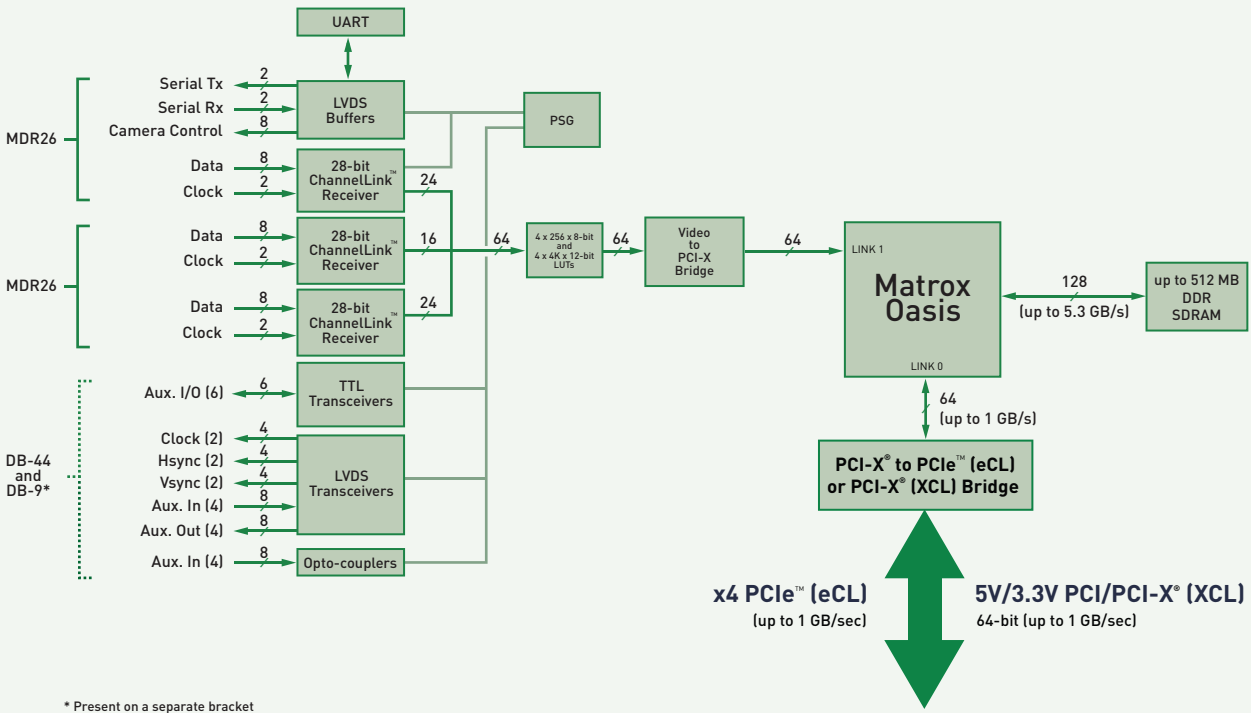 UART
MDR26
Serial Tx
2
Serial Rx
2
Camera Control
8
LVDS
Buffers
PSG
Data
8
Clock
2
28-bit
ChannelLink™
Receiver
24
MDR26
Data
8
Clock
2
28-bit
ChannelLink™
Receiver
16
Data
8
Clock
2
28-bit
ChannelLink™
Receiver
24
64
4 x 256 x 8-bit
and
4 x 4K x 12-bit
LUTs
64
Video
to
PCI-X
Bridge
64
LINK 1
Matrox
Oasis
LINK 0
128
(up to 5.3 GB/s)
up to 512 MB
DDR
SDRAM
64
(up to 1 GB/s)
PCI-X® to PCIe™ (eCL)
or PCI-X® (XCL) Bridge
x4 PCIe™ (eCL)
(up to 1 GB/sec)
5V/3.3V PCI/PCI-X® (XCL)
64-bit (up to 1 GB/sec)
DB-44
and
DB-9*
Aux. I/O (6)
6
TTL
Transceivers
Clock (2)
4
Hsync (2)
4
Vsync (2)
4
Aux. In (4)
8
Aux. Out (4)
8
LVDS
Transceivers
Aux. In (4)
8
Opto-couplers
* Present on a separate bracket